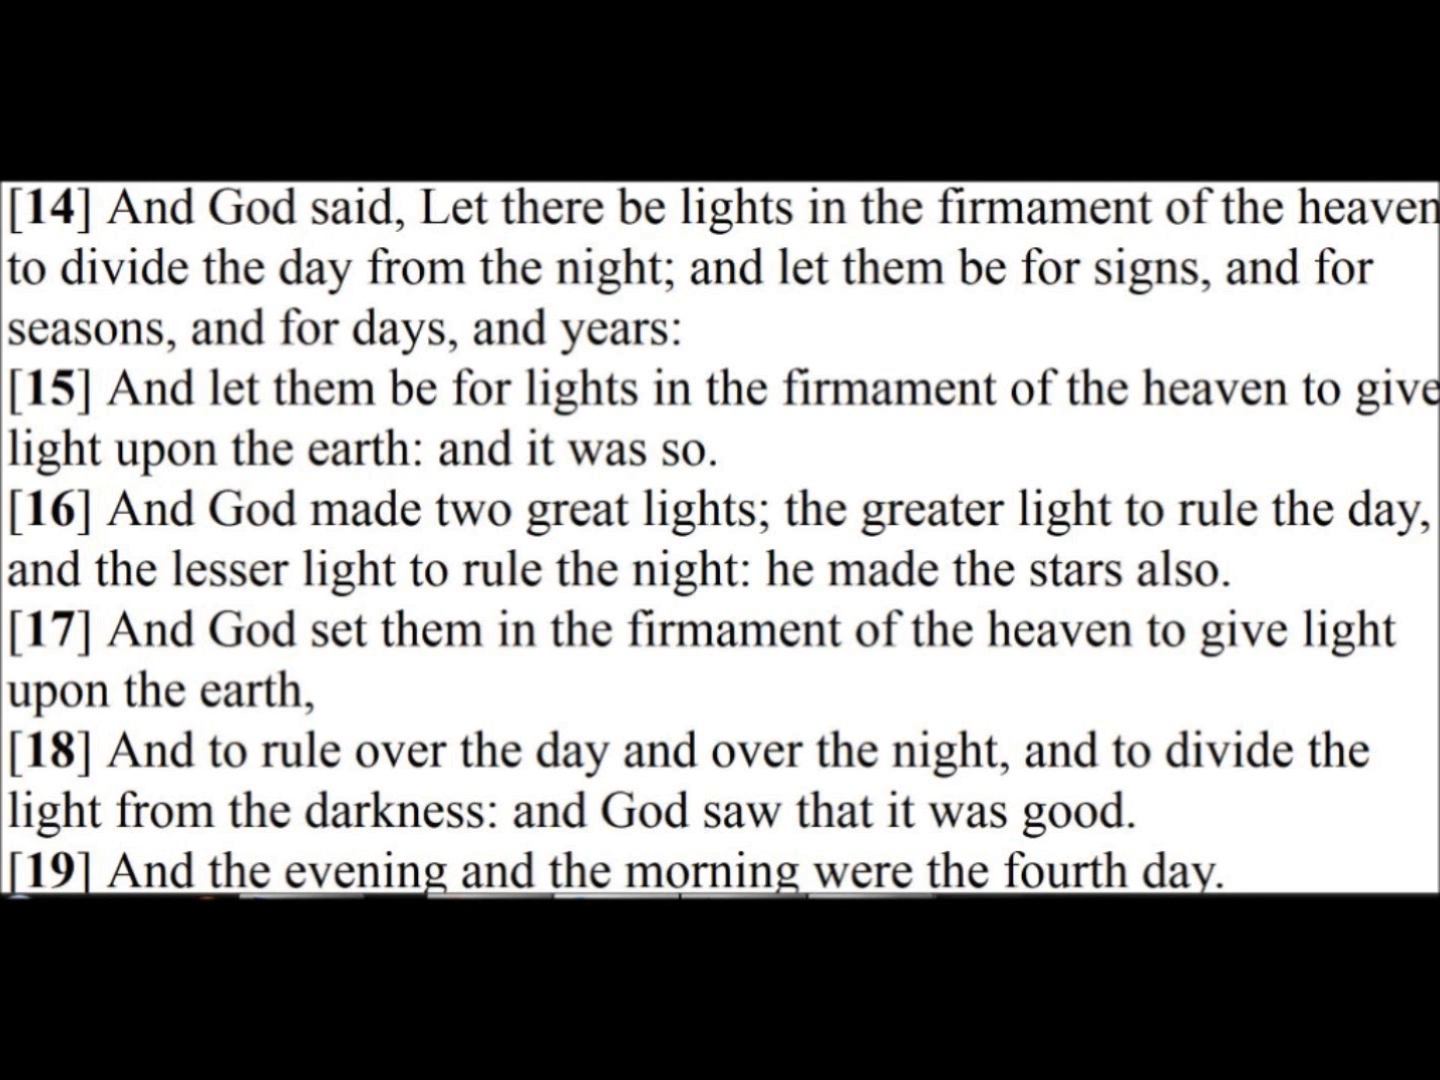 [14] And God said, Let there be lights in the firmament of the heaven
to divide the day from the night; and let them be for signs, and for
seasons, and for days, and years:
[15] And let them be for lights in the firmament of the heaven to give
light upon the earth: and it was so.
[16] And God made two great lights; the greater light to rule the day,
and the lesser light to rule the night: he made the stars also.
[17] And God set them in the firmament of the heaven to give light
upon the earth,
[18] And to rule over the day and over the night, and to divide the
light from the darkness: and God saw that it was good.
[19] And the evening and the morning were the fourth day.